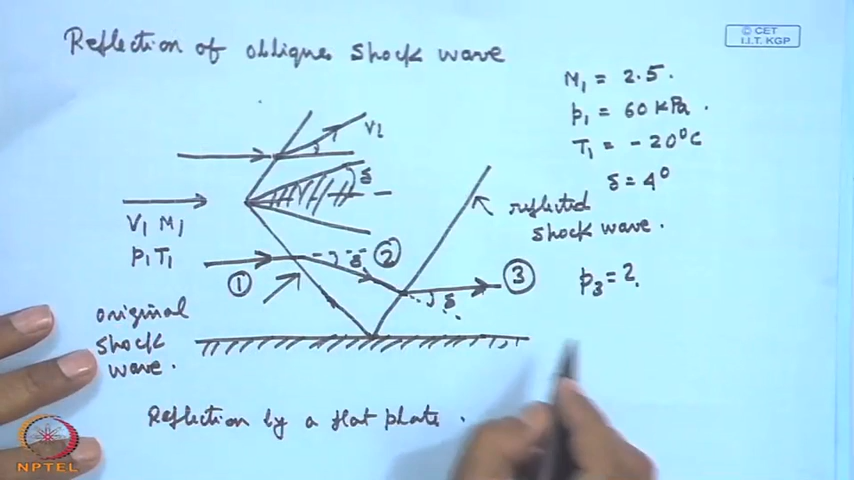 Reflection of oblique shock wave
© CET
I.I.T. KGP
M₁ = 2.5.
p₁ = 60 kPa.
T₁ = -20°C
δ = 4°
p₃ = ?
V₂
δ
V₁ M₁
p₁ T₁
1
δ
2
δ
3
reflected
shock wave.
original
shock
wave.
Reflection by a flat plate.
NPTEL